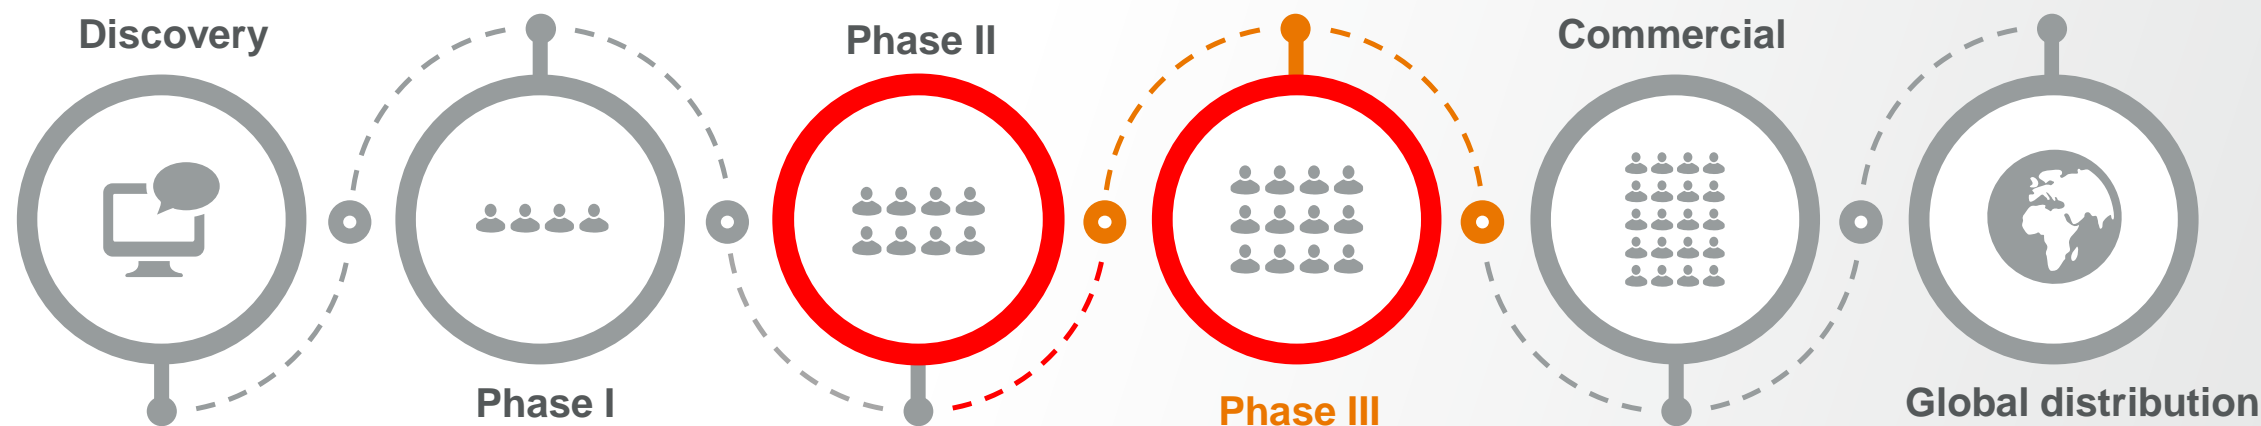 Discovery
Phase I
Phase II
Phase III
Commercial
Global distribution